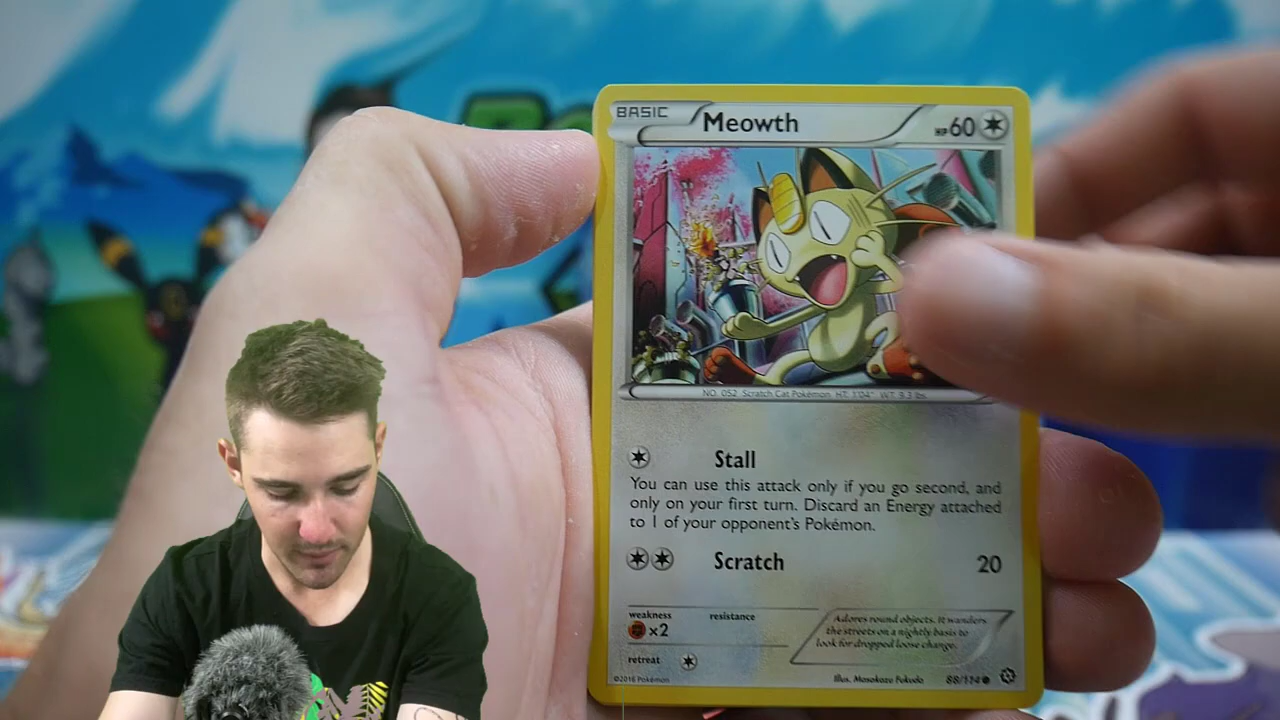 BASIC
Meowth
HP 60
NO. 052 Scratch Cat Pokémon HT: 1'04" WT: 9.3 lbs.
Stall
You can use this attack only if you go second, and
only on your first turn. Discard an Energy attached
to 1 of your opponent's Pokémon.
Scratch 20
weakness resistance
×2
Adores round objects. It wanders
the streets on a nightly basis to
look for dropped loose change.
retreat
©2016 Pokémon Illus. Masakazu Fukuda 88/114